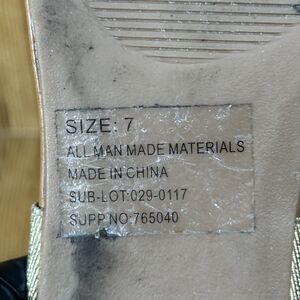 SIZE: 7
ALL MAN MADE MATERIALS
MADE IN CHINA
SUB-LOT:029-0117
SUPP NO:765040